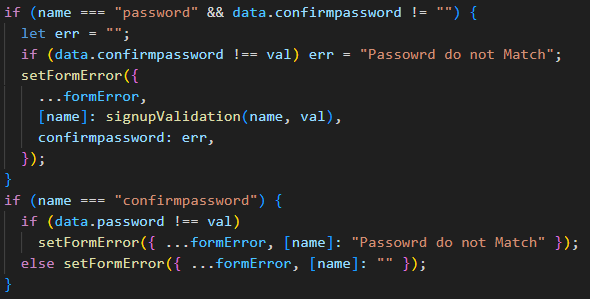 if (name === "password" && data.confirmpassword != "") {
let err = "";
if (data.confirmpassword !== val) err = "Passowrd do not Match";
setFormError({
...formError,
[name]: signupValidation(name, val),
confirmpassword: err,
});
}
if (name === "confirmpassword") {
if (data.password !== val)
setFormError({ ...formError, [name]: "Passowrd do not Match" });
else setFormError({ ...formError, [name]: "" });
}